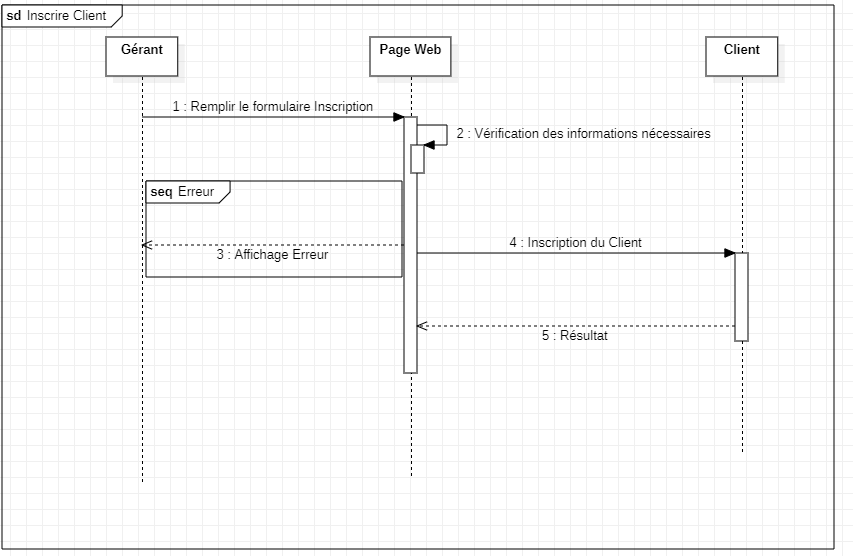 sd Inscrire Client
Gérant
Page Web
Client
1 : Remplir le formulaire Inscription
2 : Vérification des informations nécessaires
seq Erreur
3 : Affichage Erreur
4 : Inscription du Client
5 : Résultat